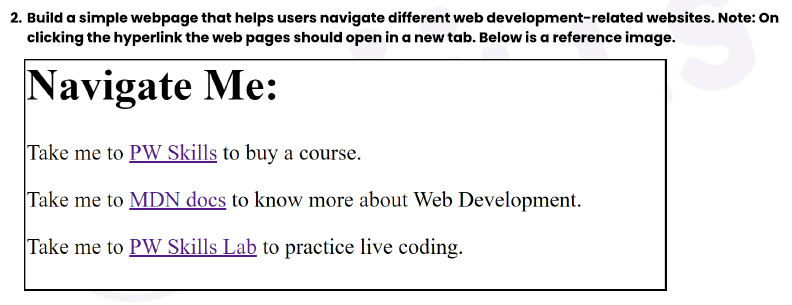 2. Build a simple webpage that helps users navigate different web development-related websites. Note: On
clicking the hyperlink the web pages should open in a new tab. Below is a reference image.
Navigate Me:
Take me to PW Skills to buy a course.
Take me to MDN docs to know more about Web Development.
Take me to PW Skills Lab to practice live coding.